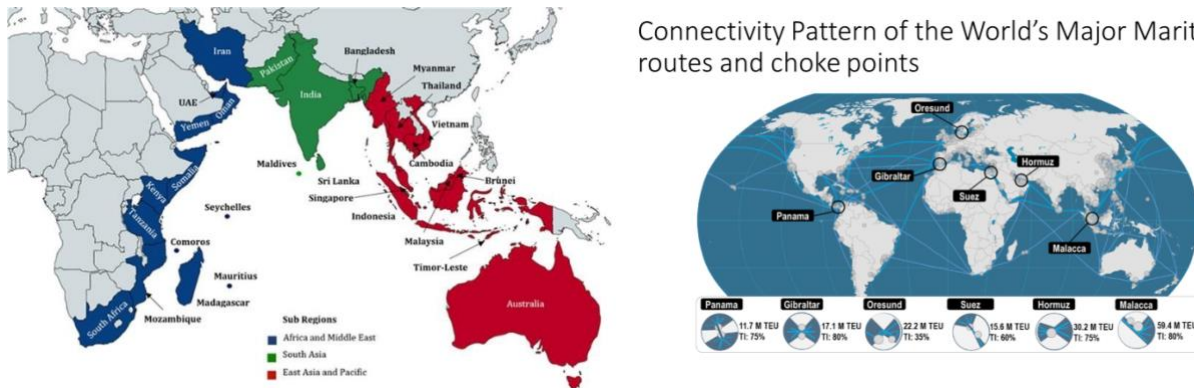 Iran
Pakistan
India
Bangladesh
Myanmar
Thailand
UAE
Oman
Yemen
Vietnam
Cambodia
Maldives
Sri Lanka
Brunei
Singapore
Somalia
Kenya
Tanzania
Seychelles
Indonesia
Malaysia
Comoros
Timor-Leste
Mauritius
Madagascar
Mozambique
South Africa
Australia
Sub Regions
Africa and Middle East
South Asia
East Asia and Pacific
Connectivity Pattern of the World's Major Marit
routes and choke points
Oresund
Gibraltar
Hormuz
Suez
Panama
Malacca
Panama
11.7 M TEU
TI: 75%
Gibraltar
17.1 M TEU
TI: 80%
Oresund
22.2 M TEU
TI: 35%
Suez
15.6 M TEU
TI: 60%
Hormuz
30.2 M TEU
TI: 75%
Malacca
59.4 M TEU
TI: 80%